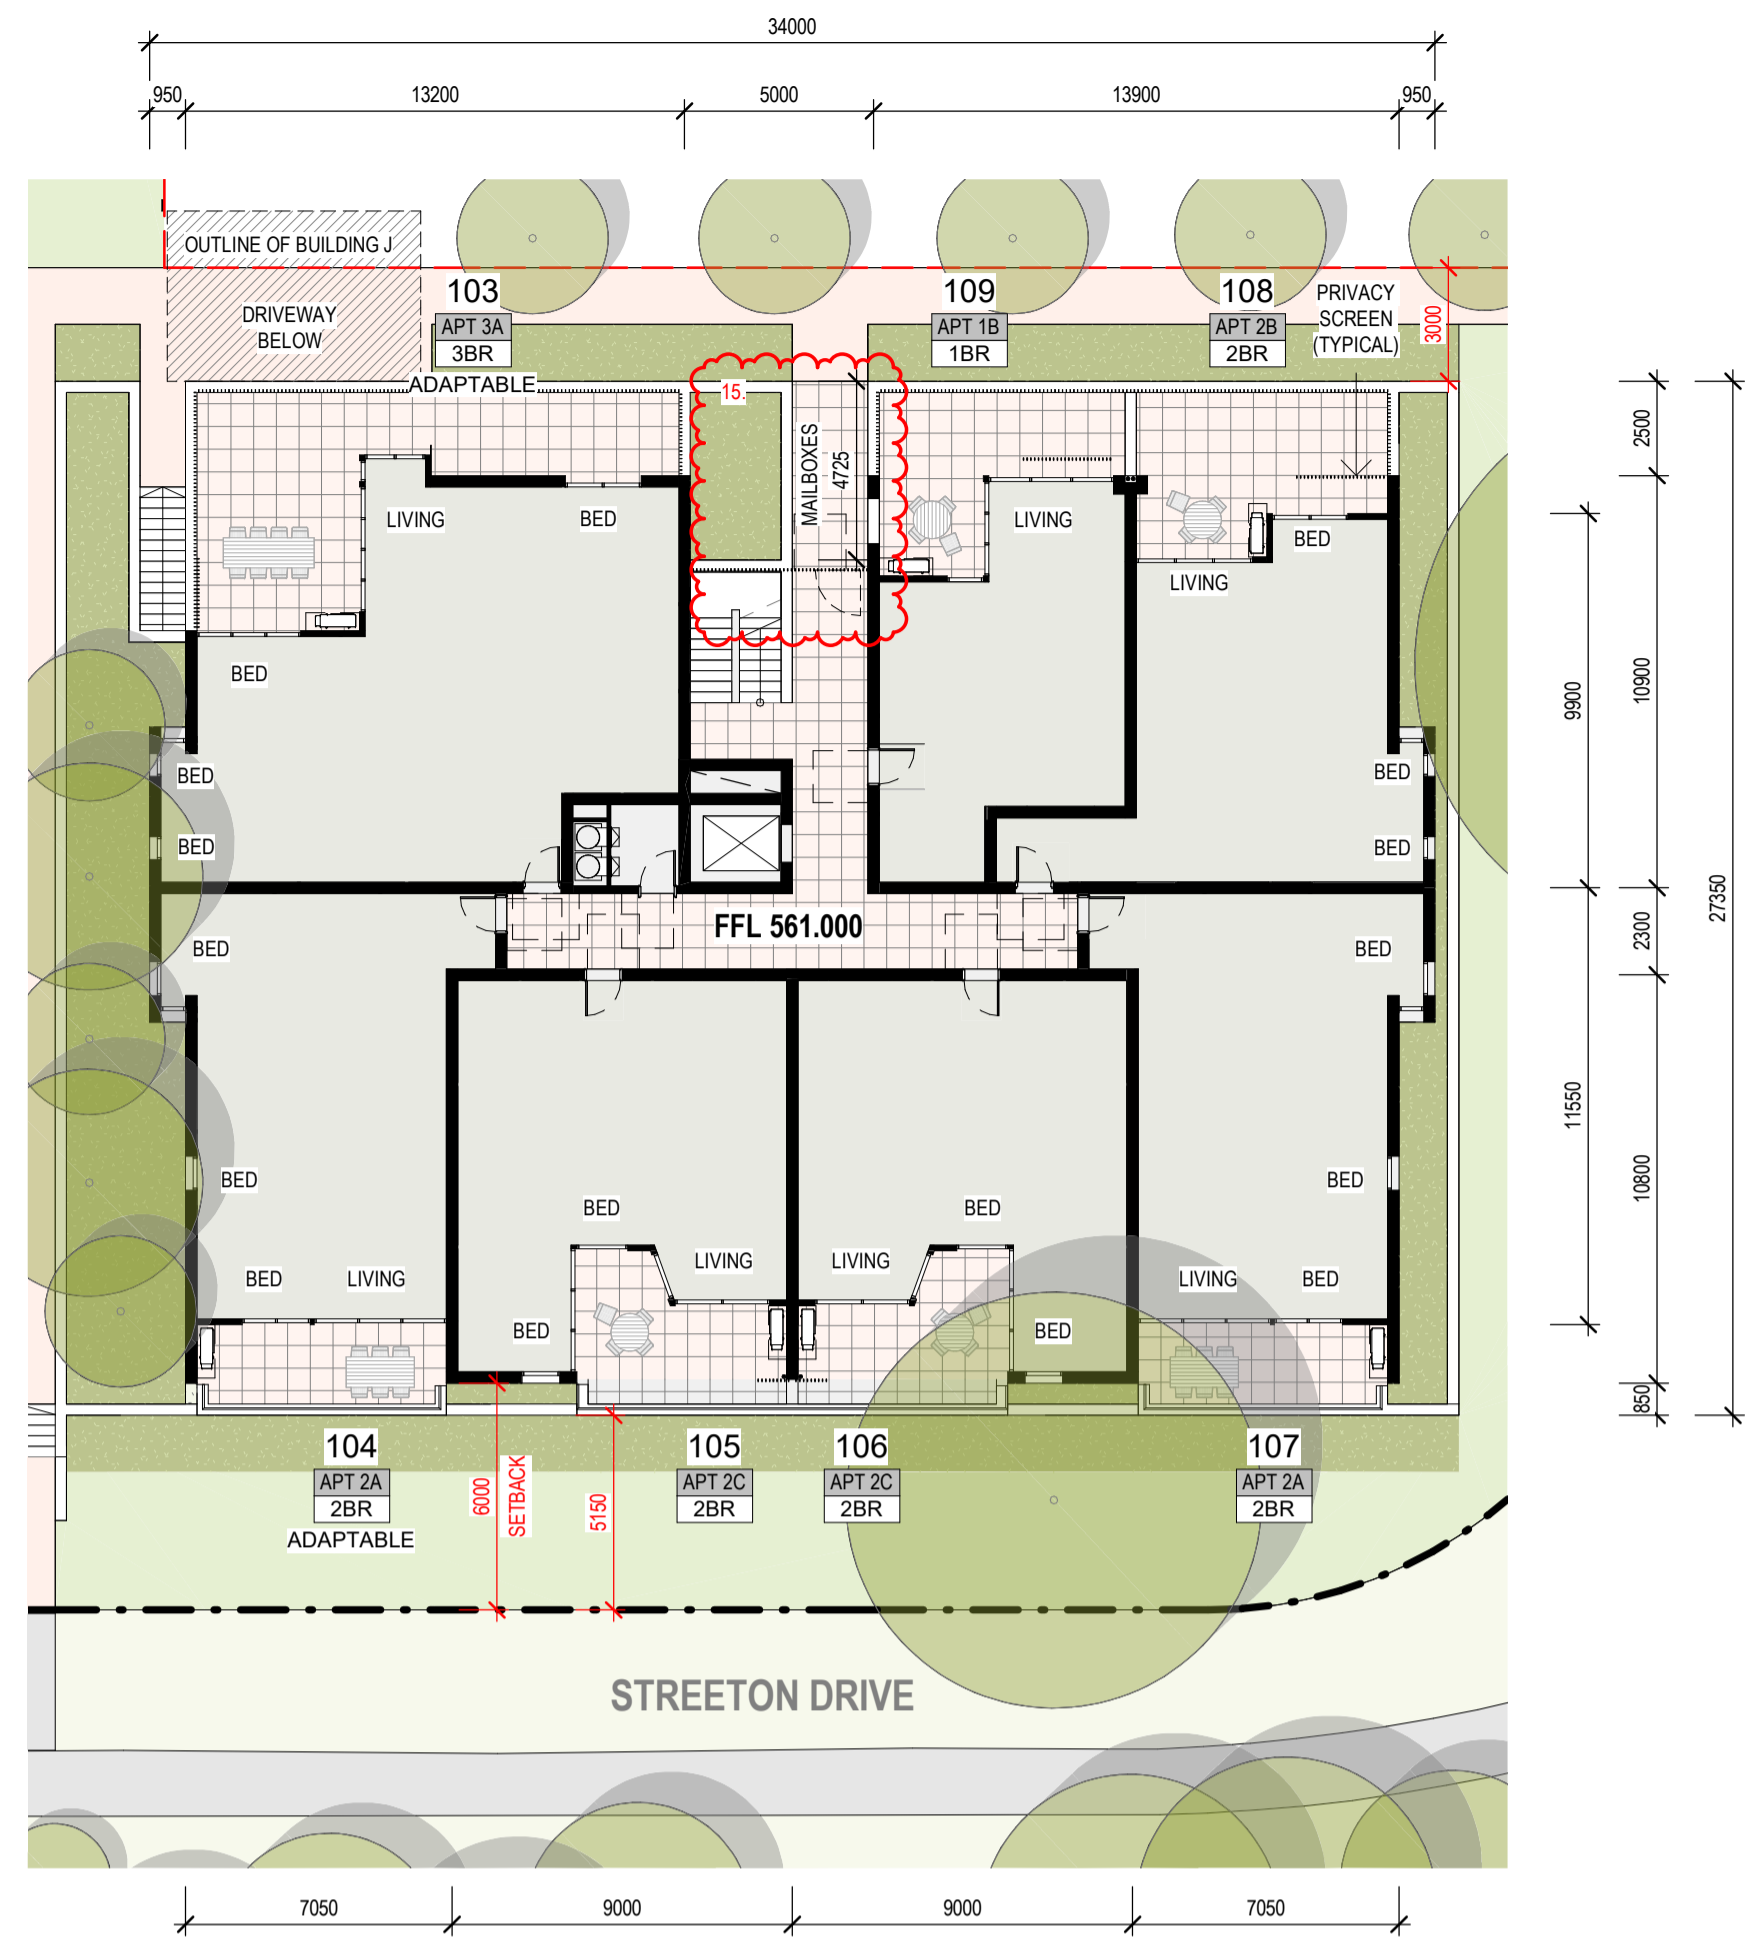 34000
950
13200
5000
13900
950
OUTLINE OF BUILDING J
DRIVEWAY
BELOW
103
APT 3A
3BR
ADAPTABLE
109
APT 1B
1BR
108
APT 2B
2BR
PRIVACY
SCREEN
(TYPICAL)
3000
15.
MAILBOXES
4725
LIVING
BED
LIVING
BED
LIVING
BED
BED
BED
BED
BED
2500
9900
10900
27350
FFL 561.000
BED
BED
2300
BED
BED
BED
BED
11550
10800
BED
LIVING
LIVING
LIVING
LIVING
BED
BED
BED
850
104
APT 2A
2BR
ADAPTABLE
6000
SETBACK
5150
105
APT 2C
2BR
106
APT 2C
2BR
107
APT 2A
2BR
STREETON DRIVE
7050
9000
9000
7050